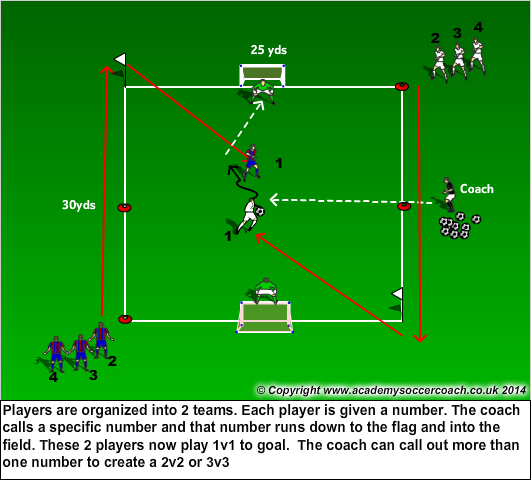 25 yds
2 3 4
1
Coach
30yds
1
4 3 2
© Copyright www.academysoccercoach.co.uk 2014
Players are organized into 2 teams. Each player is given a number. The coach
calls a specific number and that number runs down to the flag and into the
field. These 2 players now play 1v1 to goal.  The coach can call out more than
one number to create a 2v2 or 3v3